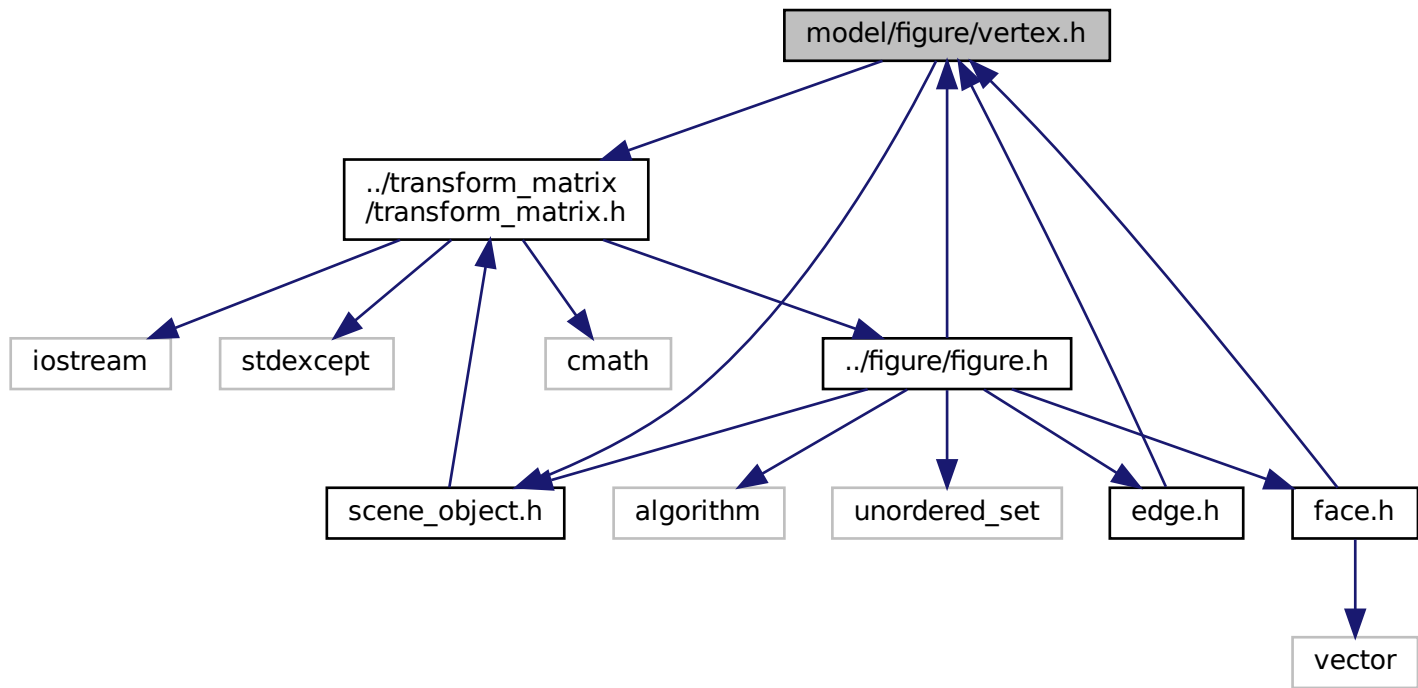 model/figure/vertex.h
../transform_matrix
/transform_matrix.h
iostream
stdexcept
cmath
../figure/figure.h
scene_object.h
algorithm
unordered_set
edge.h
face.h
vector